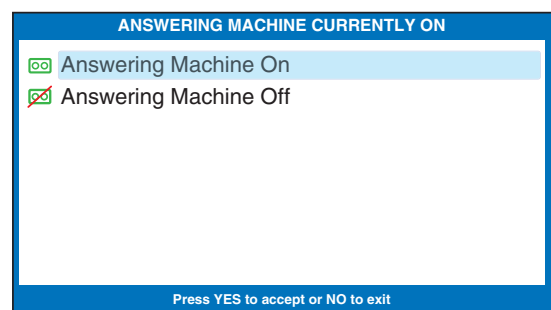 ANSWERING MACHINE CURRENTLY ON
Answering Machine On
Answering Machine Off
Press YES to accept or NO to exit